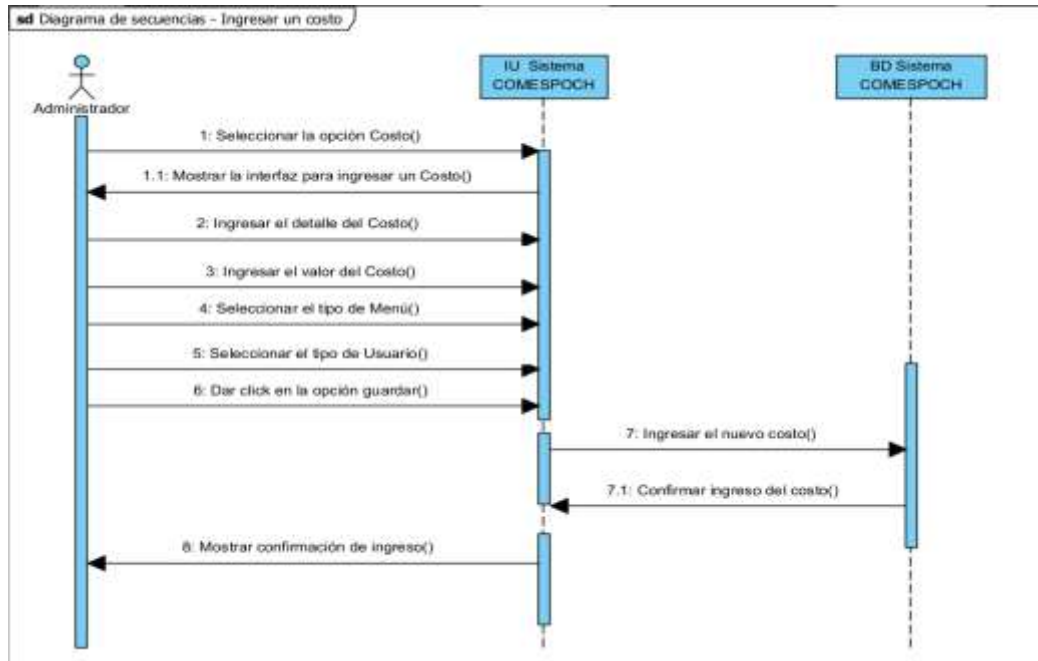 sd Diagrama de secuencias - Ingresar un costo
Administrador
IU Sistema
COMESPOCH
BD Sistema
COMESPOCH
1: Seleccionar la opción Costo()
1.1: Mostrar la interfaz para ingresar un Costo()
2: Ingresar el detalle del Costo()
3: Ingresar el valor del Costo()
4: Seleccionar el tipo de Menú()
5: Seleccionar el tipo de Usuario()
6: Dar click en la opción guardar()
7: Ingresar el nuevo costo()
7.1: Confirmar ingreso del costo()
8: Mostrar confirmación de ingreso()